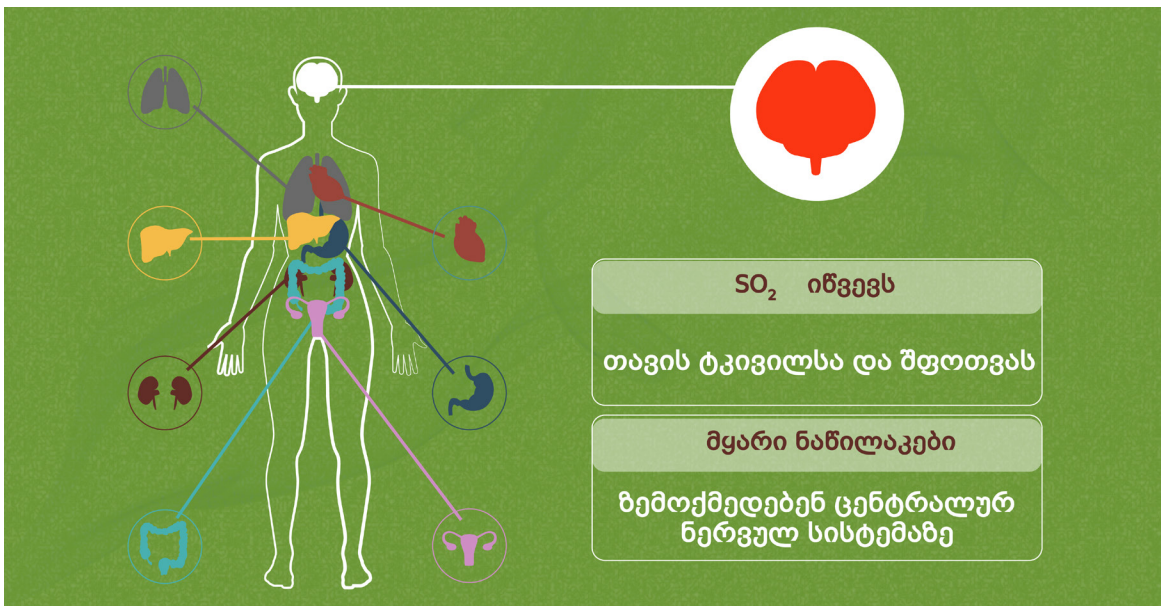 SO₂ იწვევს
თავის ტკივილსა და შფოთვას
მყარი ნაწილაკები
ზემოქმედებენ ცენტრალურ
ნერვულ სისტემაზე